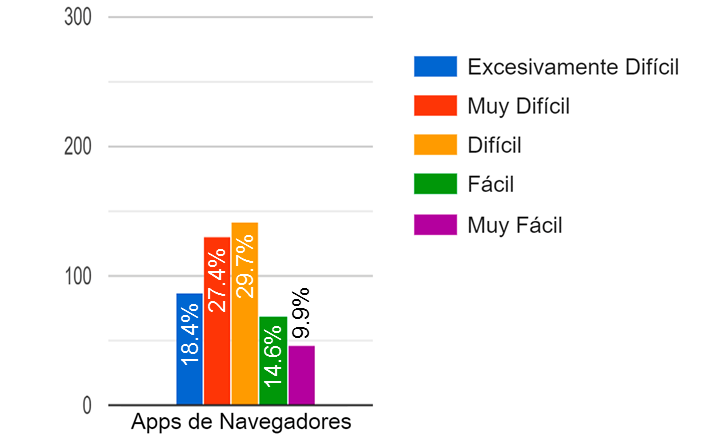 300
200
100
0
18.4%
27.4%
29.7%
14.6%
9.9%
Apps de Navegadores
Excesivamente Difícil
Muy Difícil
Difícil
Fácil
Muy Fácil